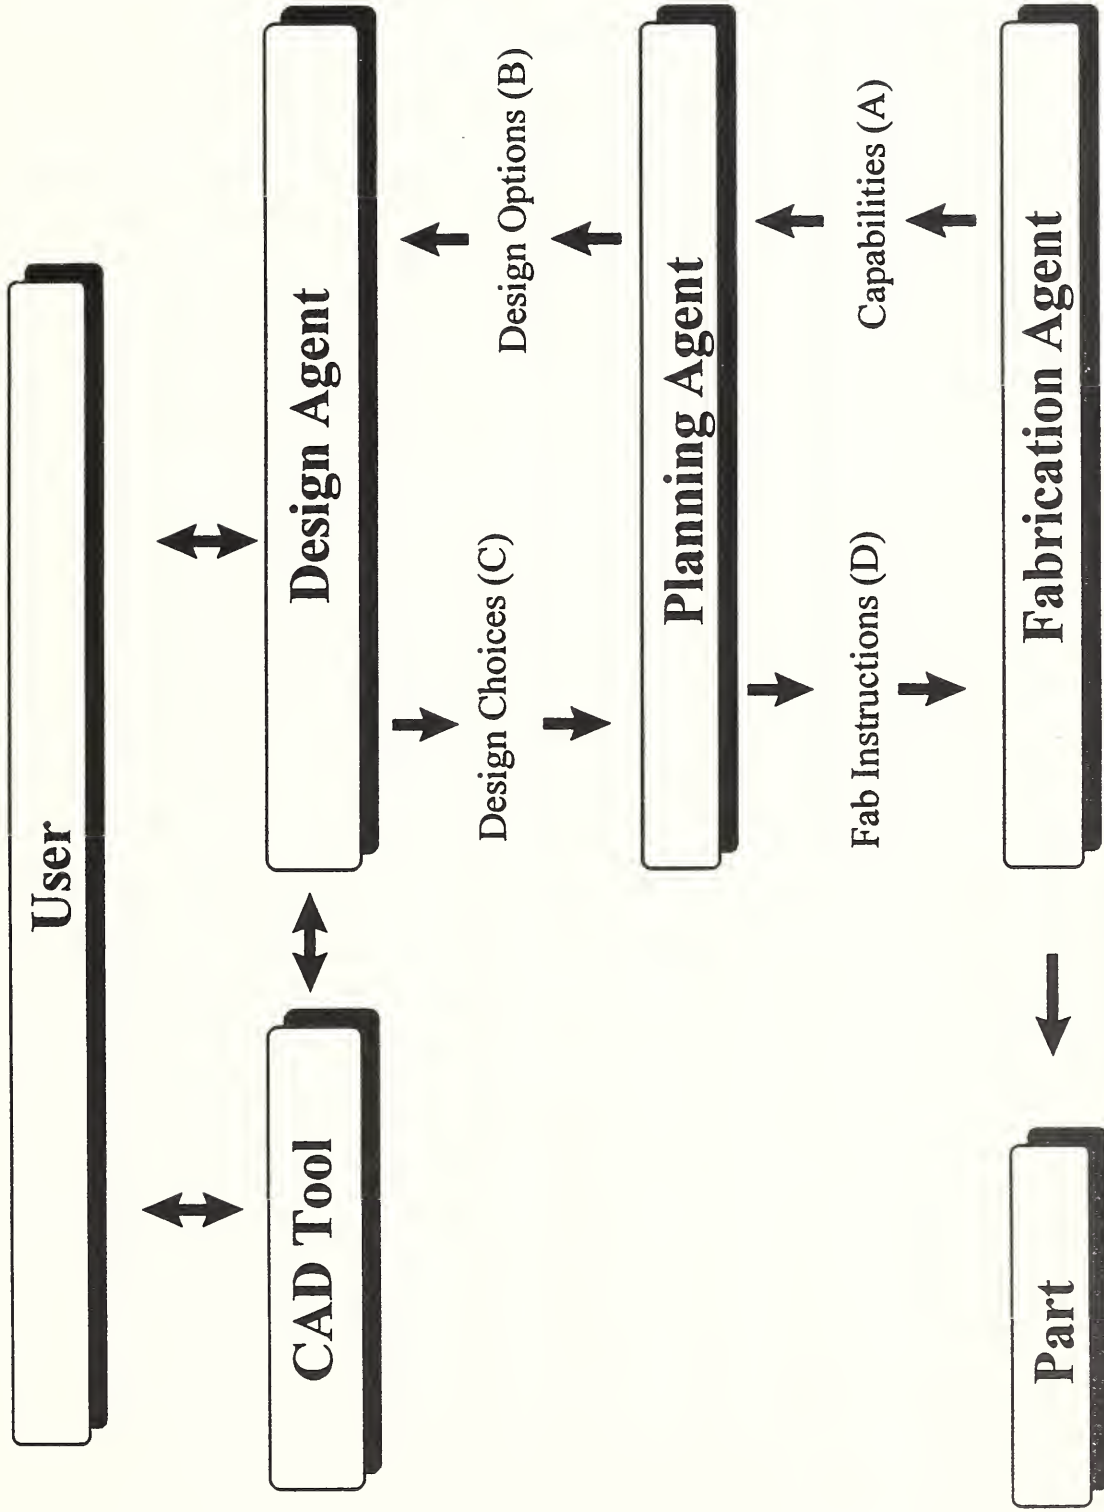 User
CAD Tool
Design Agent
Design Choices (C)
Design Options (B)
Planning Agent
Fab Instructions (D)
Capabilities (A)
Part
Fabrication Agent